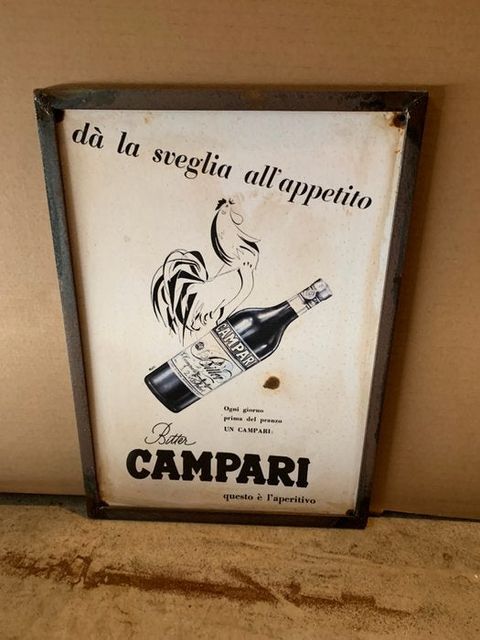 dà la sveglia all'appetito
CAMPARI
Bitter
Ogni giorno
prima del pranzo
UN CAMPARI:
Bitter
CAMPARI
questo è l'aperitivo